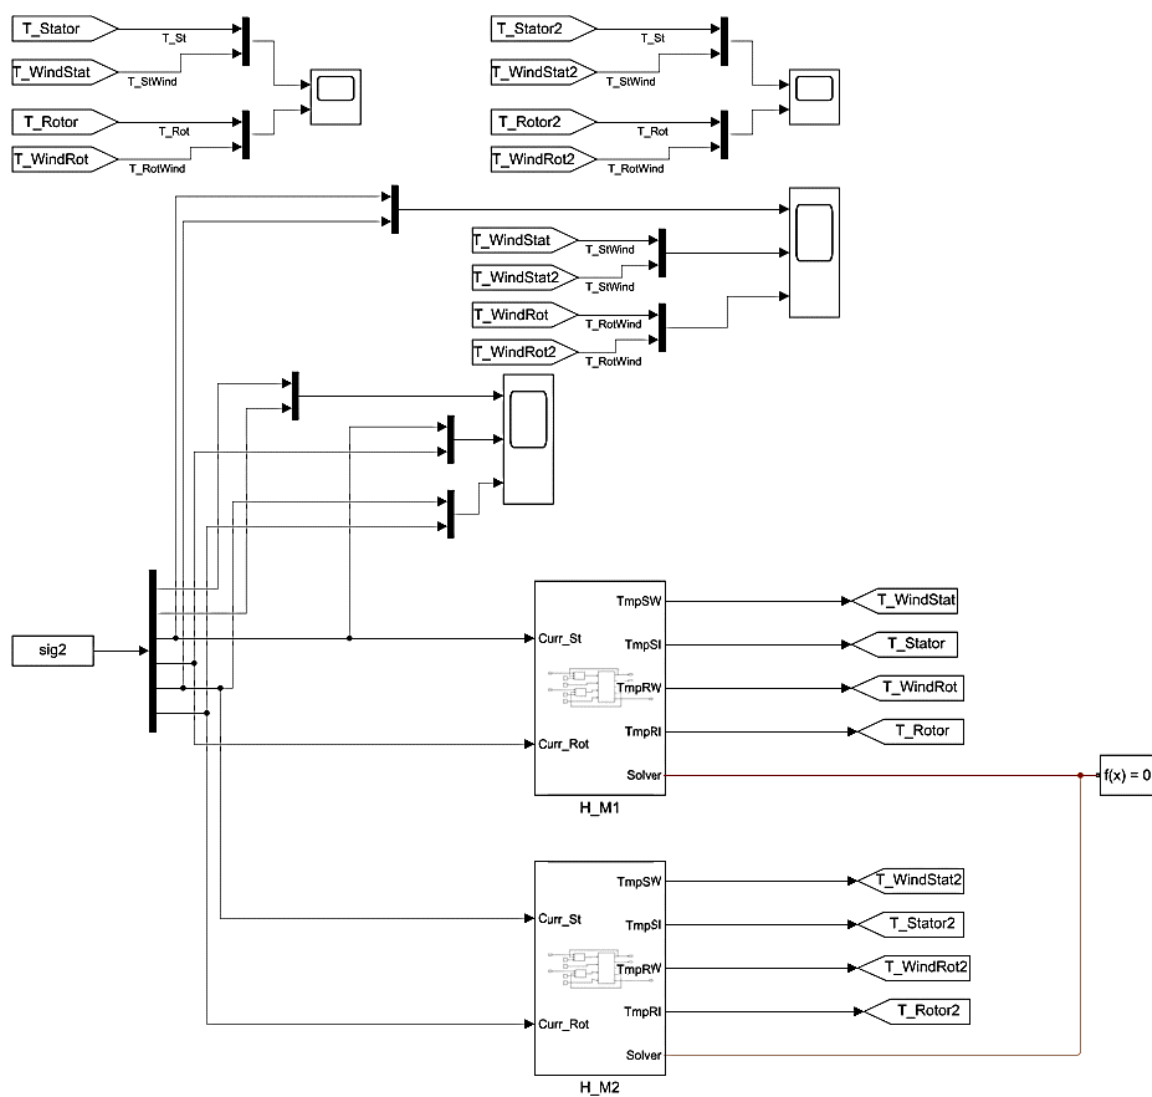 T_Stator
T_St
T_WindStat
T_StWind
T_Rotor
T_Rot
T_WindRot
T_RotWind
T_Stator2
T_St
T_WindStat2
T_StWind
T_Rotor2
T_Rot
T_WindRot2
T_RotWind
T_WindStat
T_StWind
T_WindStat2
T_StWind
T_WindRot
T_RotWind
T_WindRot2
T_RotWind
sig2
Curr_St
Curr_Rot
TmpSW
TmpSI
TmpRW
TmpRI
Solver
H_M1
T_WindStat
T_Stator
T_WindRot
T_Rotor
f(x) = 0
Curr_St
Curr_Rot
TmpSW
TmpSI
TmpRW
TmpRI
Solver
H_M2
T_WindStat2
T_Stator2
T_WindRot2
T_Rotor2